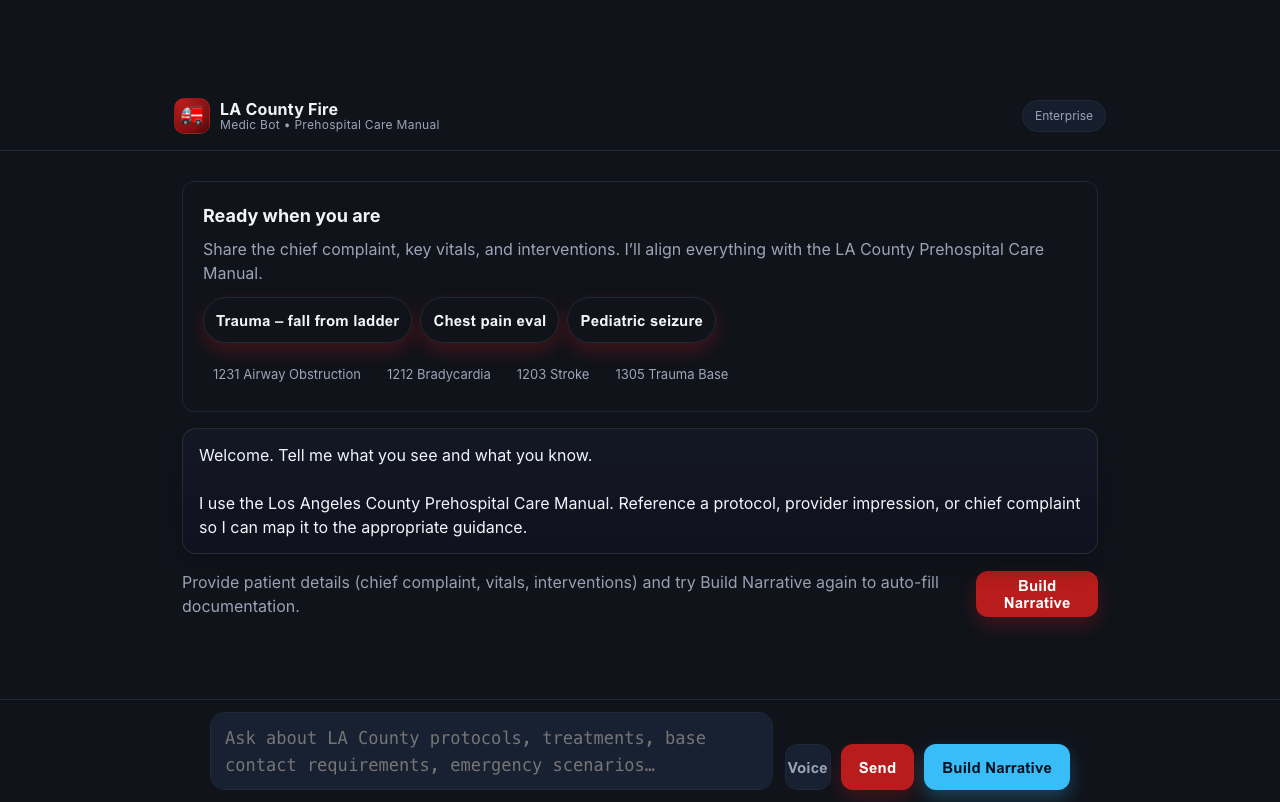 LA County Fire
Medic Bot • Prehospital Care Manual
Enterprise
Ready when you are
Share the chief complaint, key vitals, and interventions. I’ll align everything with the LA County Prehospital Care
Manual.
Trauma – fall from ladder
Chest pain eval
Pediatric seizure
1231 Airway Obstruction
1212 Bradycardia
1203 Stroke
1305 Trauma Base
Welcome. Tell me what you see and what you know.
I use the Los Angeles County Prehospital Care Manual. Reference a protocol, provider impression, or chief complaint
so I can map it to the appropriate guidance.
Provide patient details (chief complaint, vitals, interventions) and try Build Narrative again to auto-fill
documentation.
Build
Narrative
Ask about LA County protocols, treatments, base
contact requirements, emergency scenarios…
Voice
Send
Build Narrative